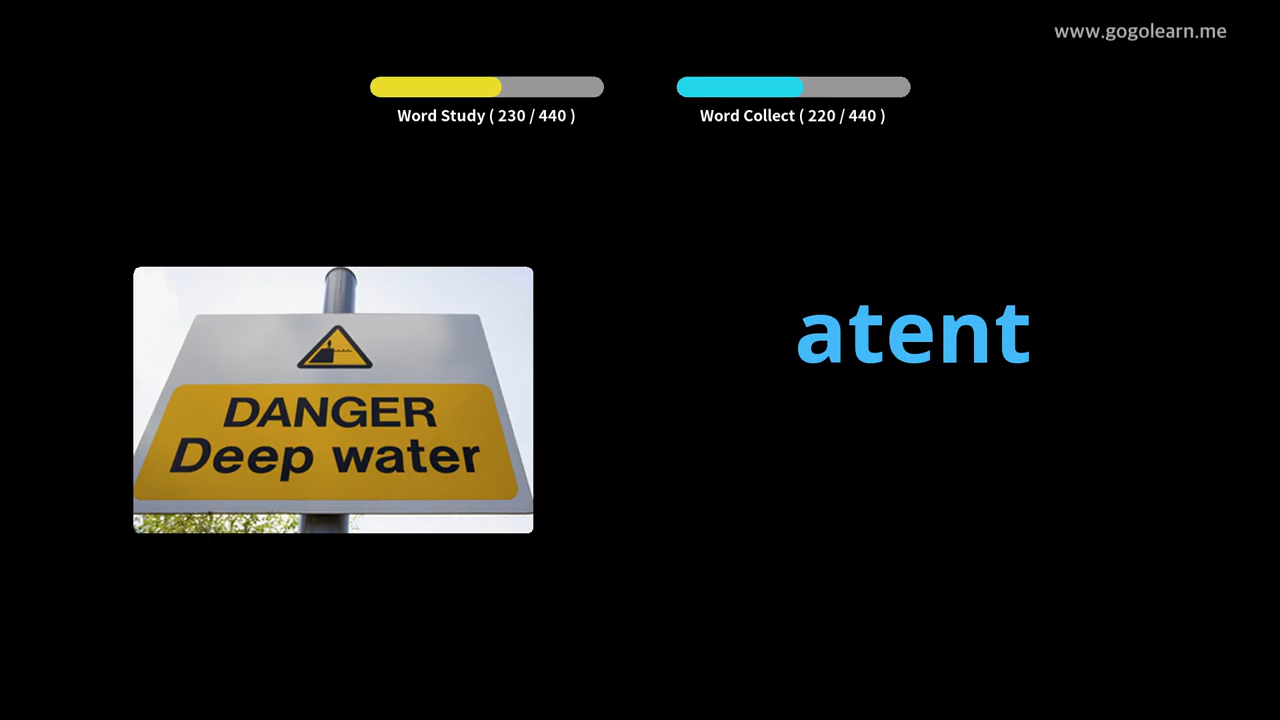 www.gogolearn.me
Word Study ( 230 / 440 )
Word Collect ( 220 / 440 )
atent
DANGER
Deep water